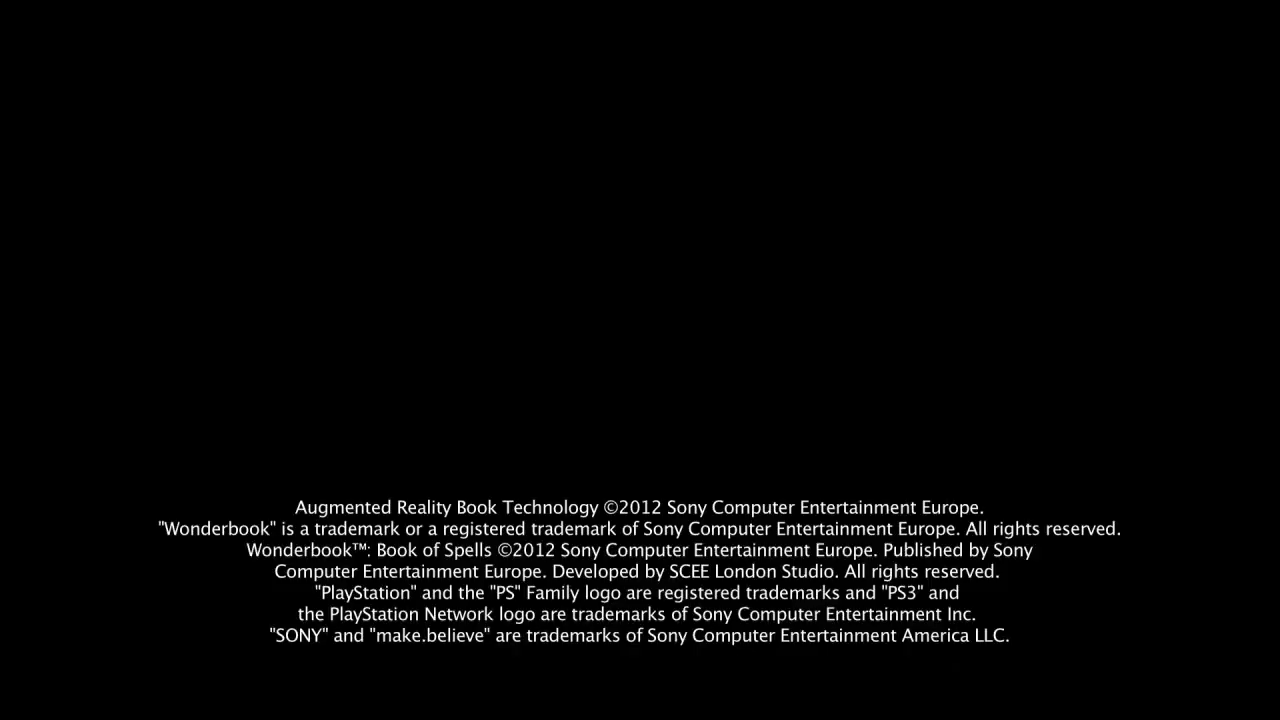 Augmented Reality Book Technology ©2012 Sony Computer Entertainment Europe.
"Wonderbook" is a trademark or a registered trademark of Sony Computer Entertainment Europe. All rights reserved.
Wonderbook™: Book of Spells ©2012 Sony Computer Entertainment Europe. Published by Sony
Computer Entertainment Europe. Developed by SCEE London Studio. All rights reserved.
"PlayStation" and the "PS" Family logo are registered trademarks and "PS3" and
the PlayStation Network logo are trademarks of Sony Computer Entertainment Inc.
"SONY" and "make.believe" are trademarks of Sony Computer Entertainment America LLC.